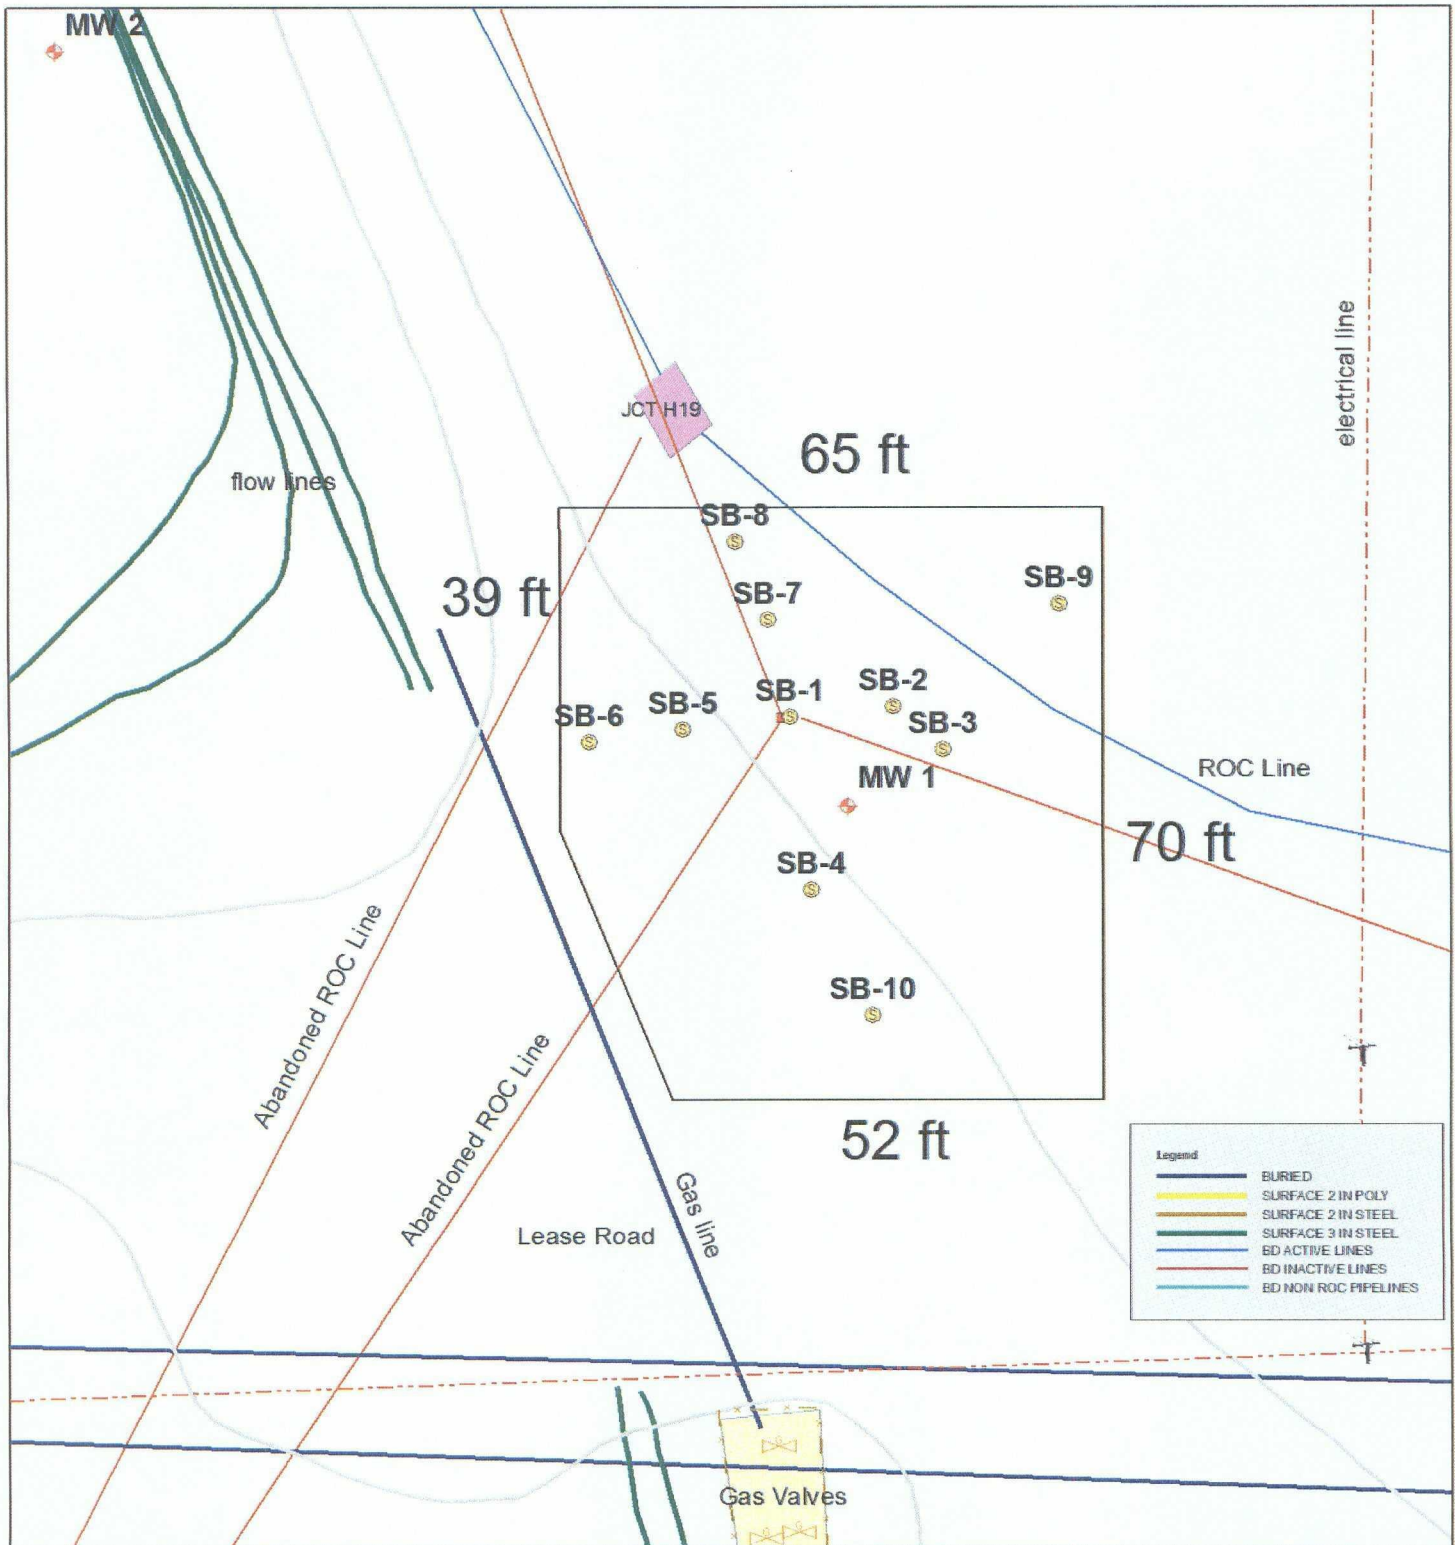 MW 2
JCT H19
65 ft
electrical line
flow lines
SB-8
SB-9
39 ft
SB-7
SB-2
SB-1
SB-5
SB-6
SB-3
ROC Line
MW 1
70 ft
SB-4
SB-10
Abandoned ROC Line
Abandoned ROC Line
52 ft
Gas line
Lease Road
Legend
BURIED
SURFACE 2 IN POLY
SURFACE 2 IN STEEL
SURFACE 3 IN STEEL
BD ACTIVE LINES
BD INACTIVE LINES
BD NON ROC PIPELINES
Gas Valves